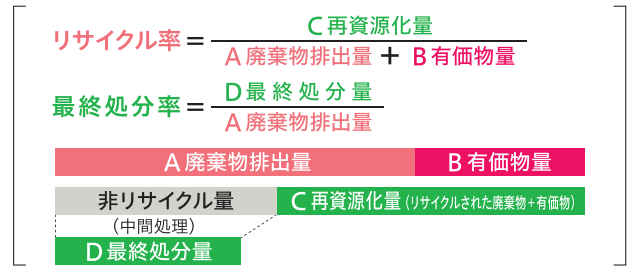 リサイクル率 = C再資源化量 / A廃棄物排出量 + B有価物量
最終処分率 = D最終処分量 / A廃棄物排出量
A廃棄物排出量 B有価物量
非リサイクル量 C再資源化量(リサイクルされた廃棄物+有価物)
(中間処理)
D最終処分量